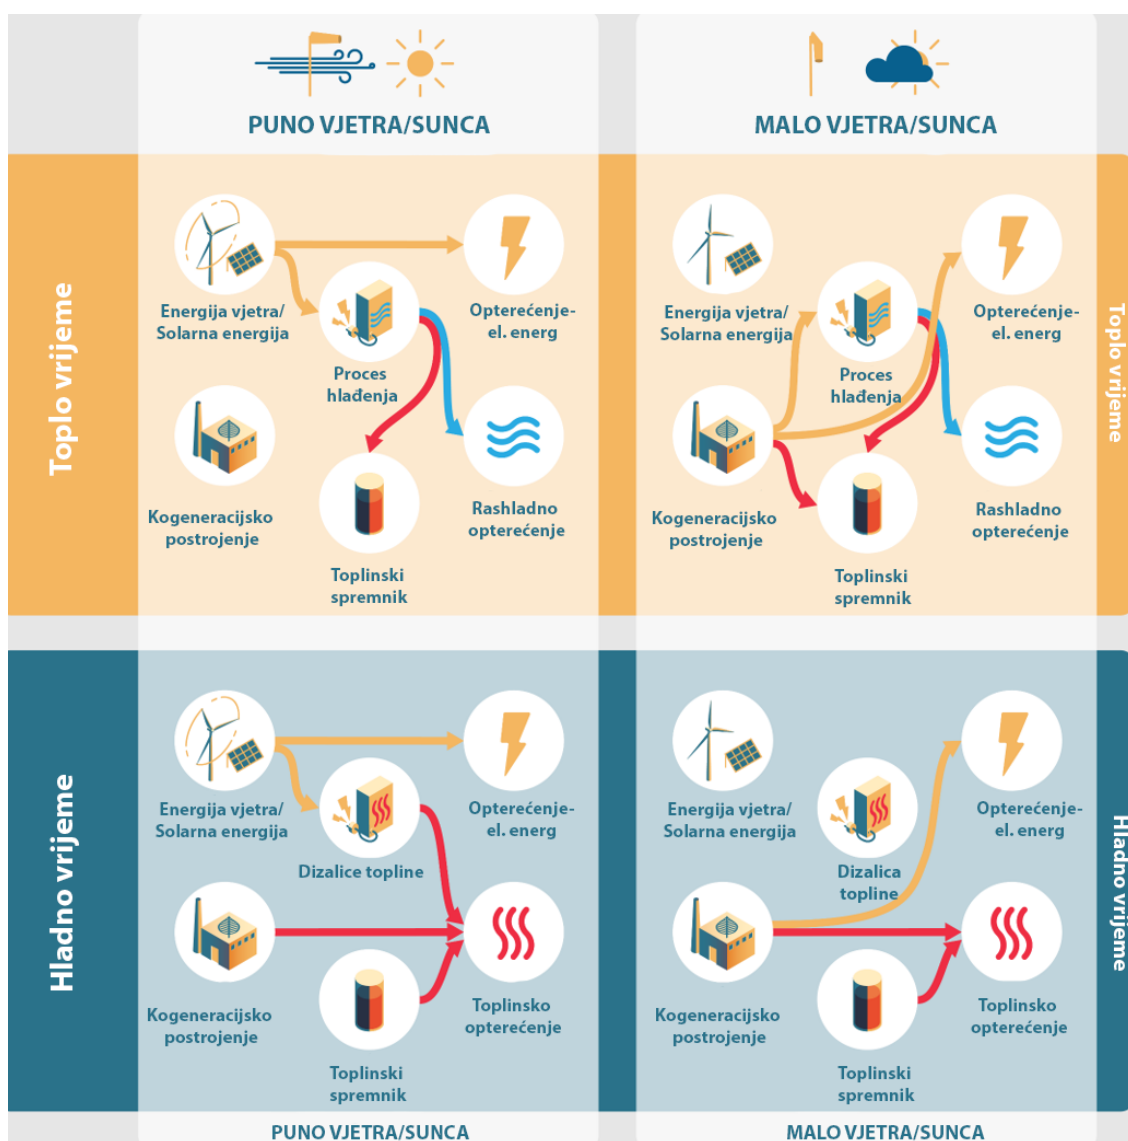 PUNO VJETRA/SUNCA
MALO VJETRA/SUNCA
Toplo vrijeme
Energija vjetra/
Solarna energija
Proces
hlađenja
Opterećenje-
el. energ
Kogeneracijsko
postrojenje
Toplinski
spremnik
Rashladno
opterećenje
Energija vjetra/
Solarna energija
Proces
hlađenja
Opterećenje-
el. energ
Kogeneracijsko
postrojenje
Toplinski
spremnik
Rashladno
opterećenje
Toplo vrijeme
Hladno vrijeme
Energija vjetra/
Solarna energija
Dizalice topline
Opterećenje-
el. energ
Kogeneracijsko
postrojenje
Toplinski
spremnik
Toplinsko
opterećenje
Energija vjetra/
Solarna energija
Dizalica
topline
Opterećenje-
el. energ
Kogeneracijsko
postrojenje
Toplinski
spremnik
Toplinsko
opterećenje
Hladno vrijeme
PUNO VJETRA/SUNCA
MALO VJETRA/SUNCA